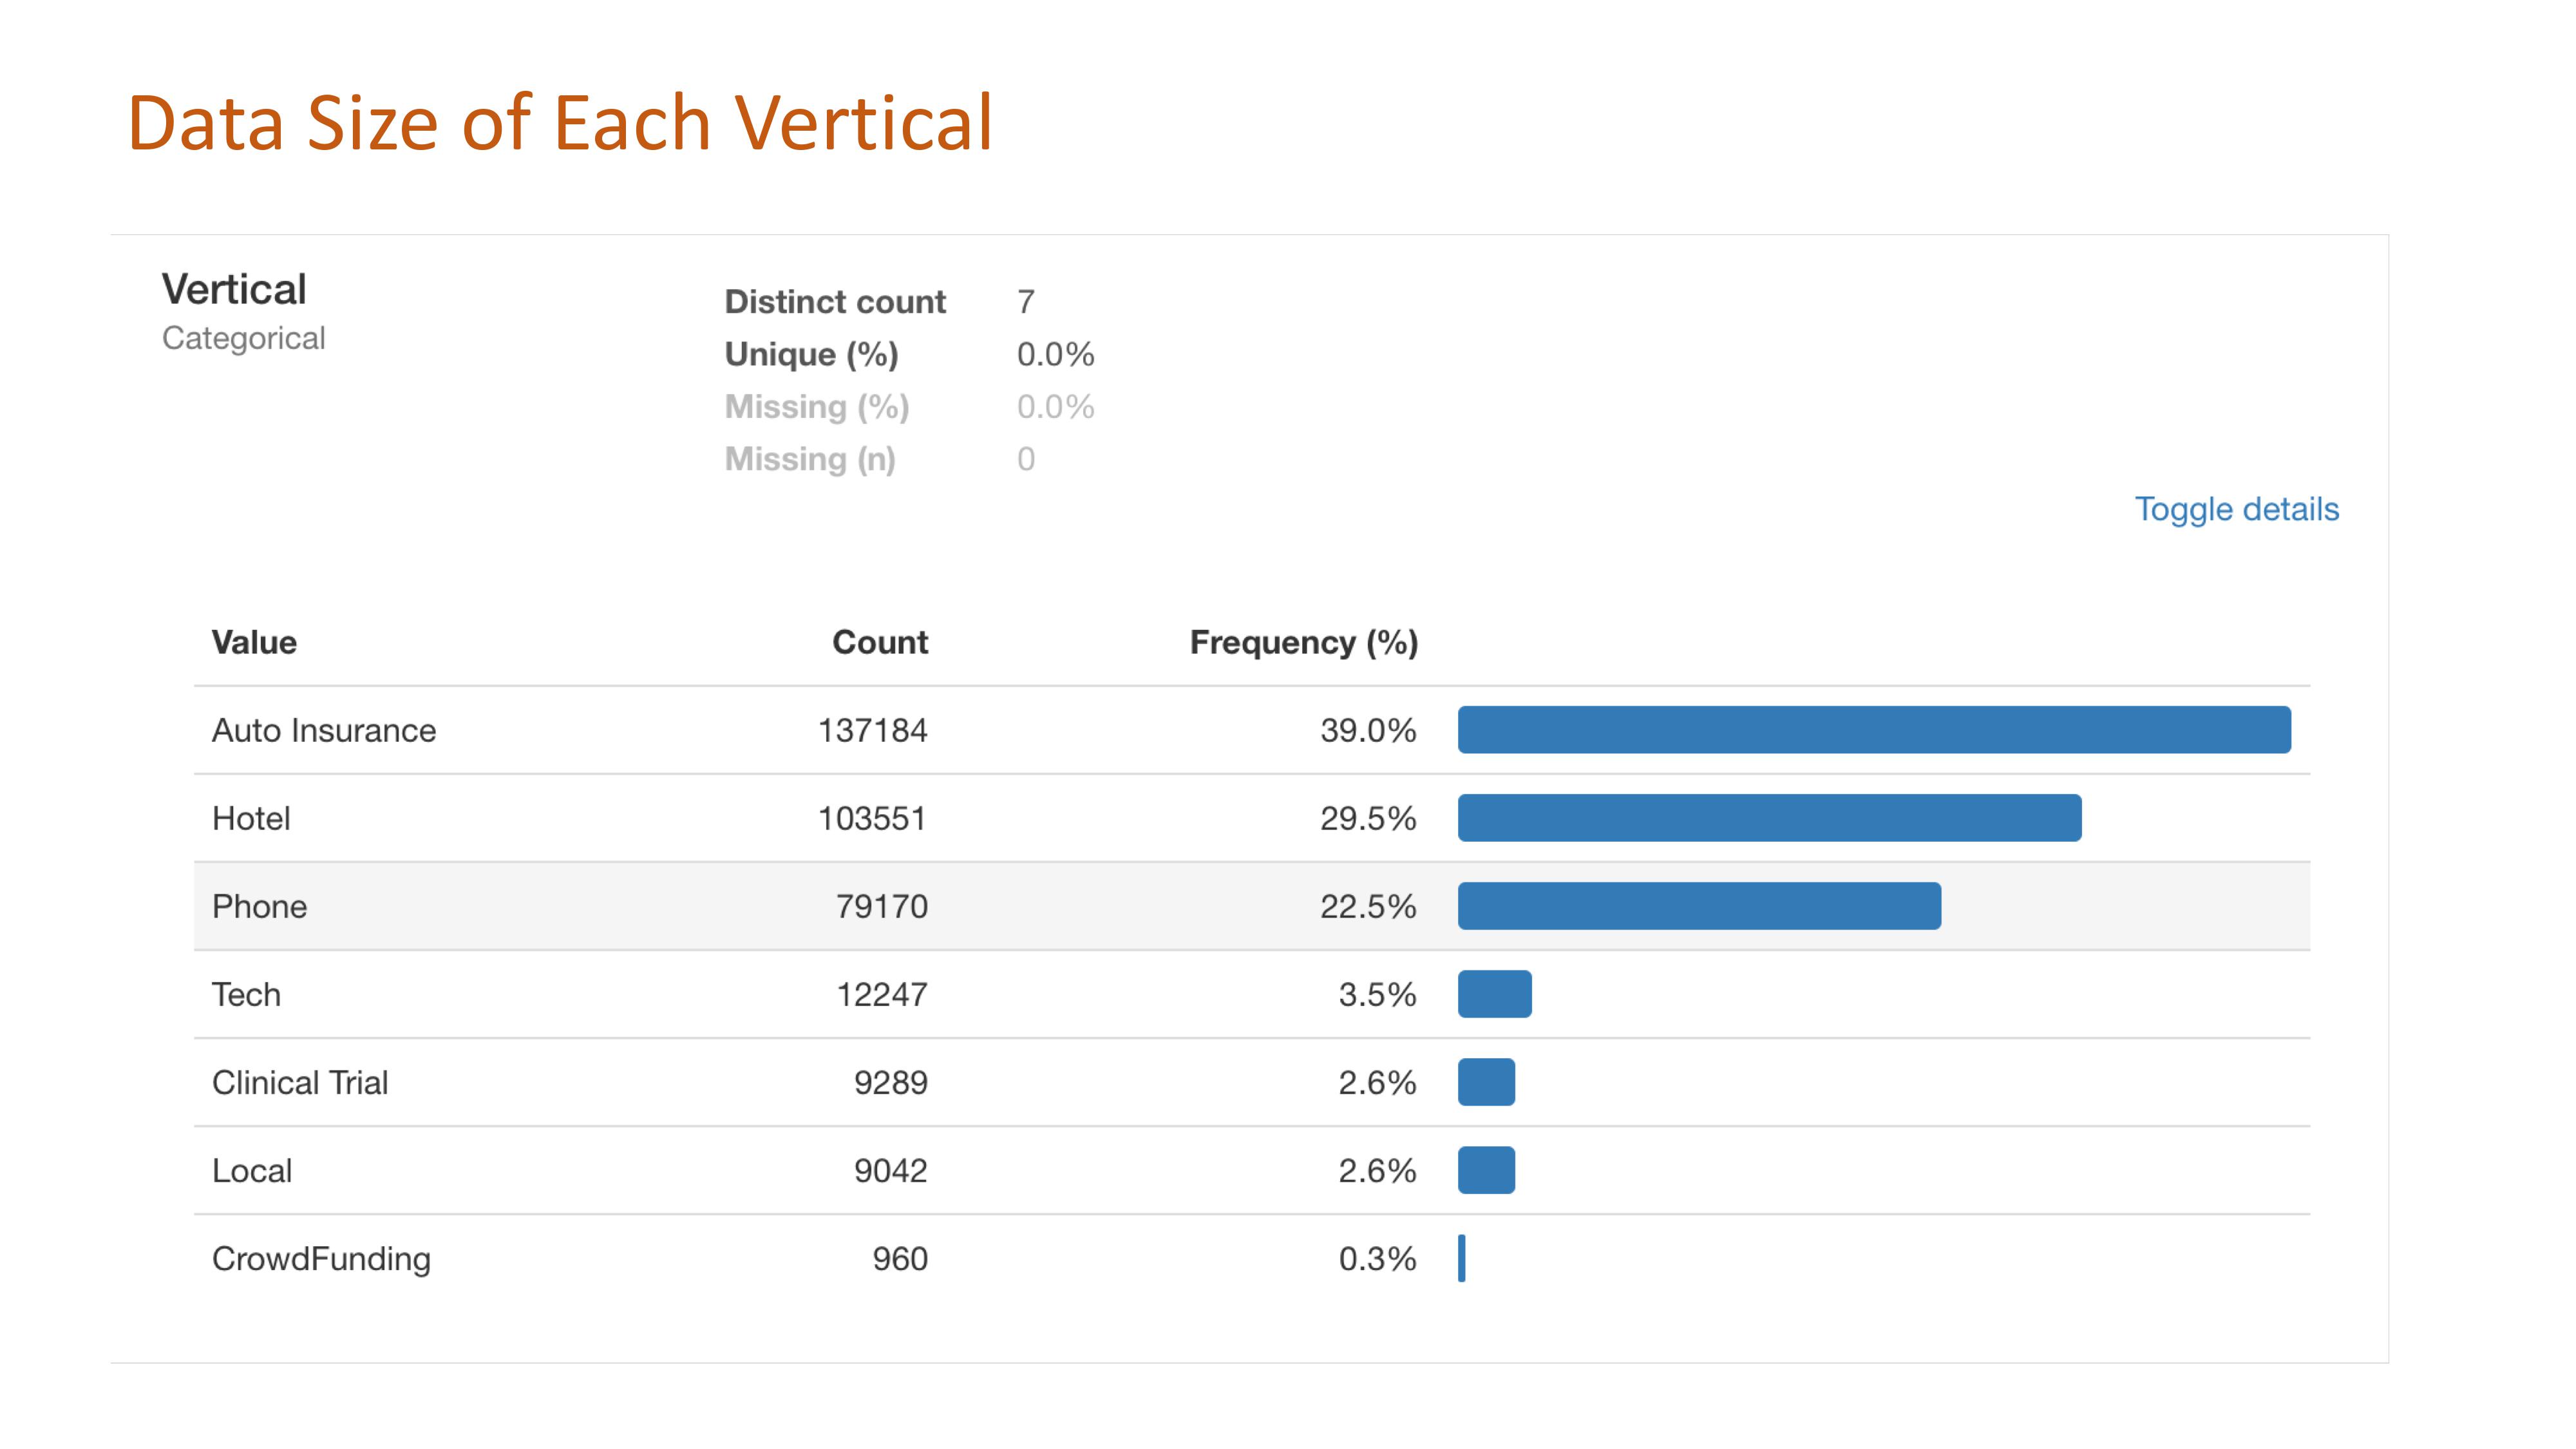 Data Size of Each Vertical
Vertical
Categorical
Distinct count 7
Unique (%) 0.0%
Missing (%) 0.0%
Missing (n) 0
Toggle details
Value Count Frequency (%)
Auto Insurance 137184 39.0%
Hotel 103551 29.5%
Phone 79170 22.5%
Tech 12247 3.5%
Clinical Trial 9289 2.6%
Local 9042 2.6%
CrowdFunding 960 0.3%